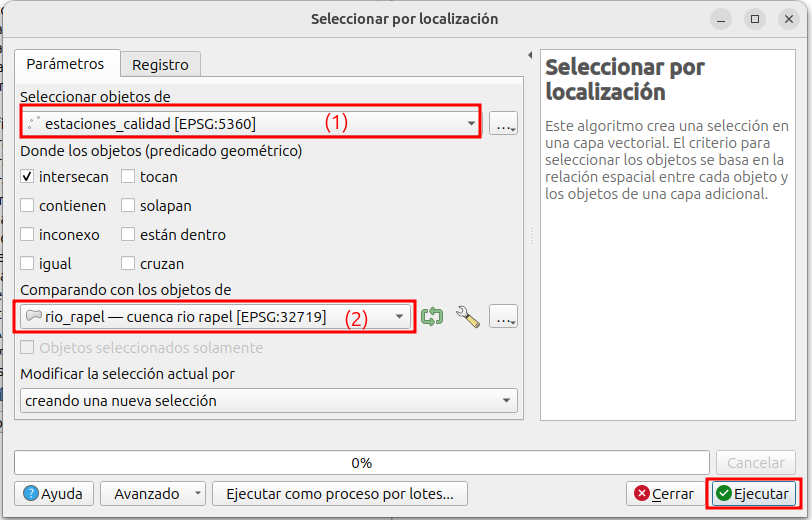 Seleccionar por localización
Parámetros
Registro
Seleccionar objetos de
estaciones_calidad [EPSG:5360] (1)
…
Donde los objetos (predicado geométrico)
intersecan
tocan
contienen
solapan
inconexo
están dentro
igual
cruzan
Comparando con los objetos de
rio_rapel — cuenca rio rapel [EPSG:32719] (2)
…
Objetos seleccionados solamente
Modificar la selección actual por
creando una nueva selección
Seleccionar por
localización
Este algoritmo crea una selección en
una capa vectorial. El criterio para
seleccionar los objetos se basa en la
relación espacial entre cada objeto y
los objetos de una capa adicional.
0%
Cancelar
Ayuda
Avanzado
Ejecutar como proceso por lotes...
Cerrar
Ejecutar